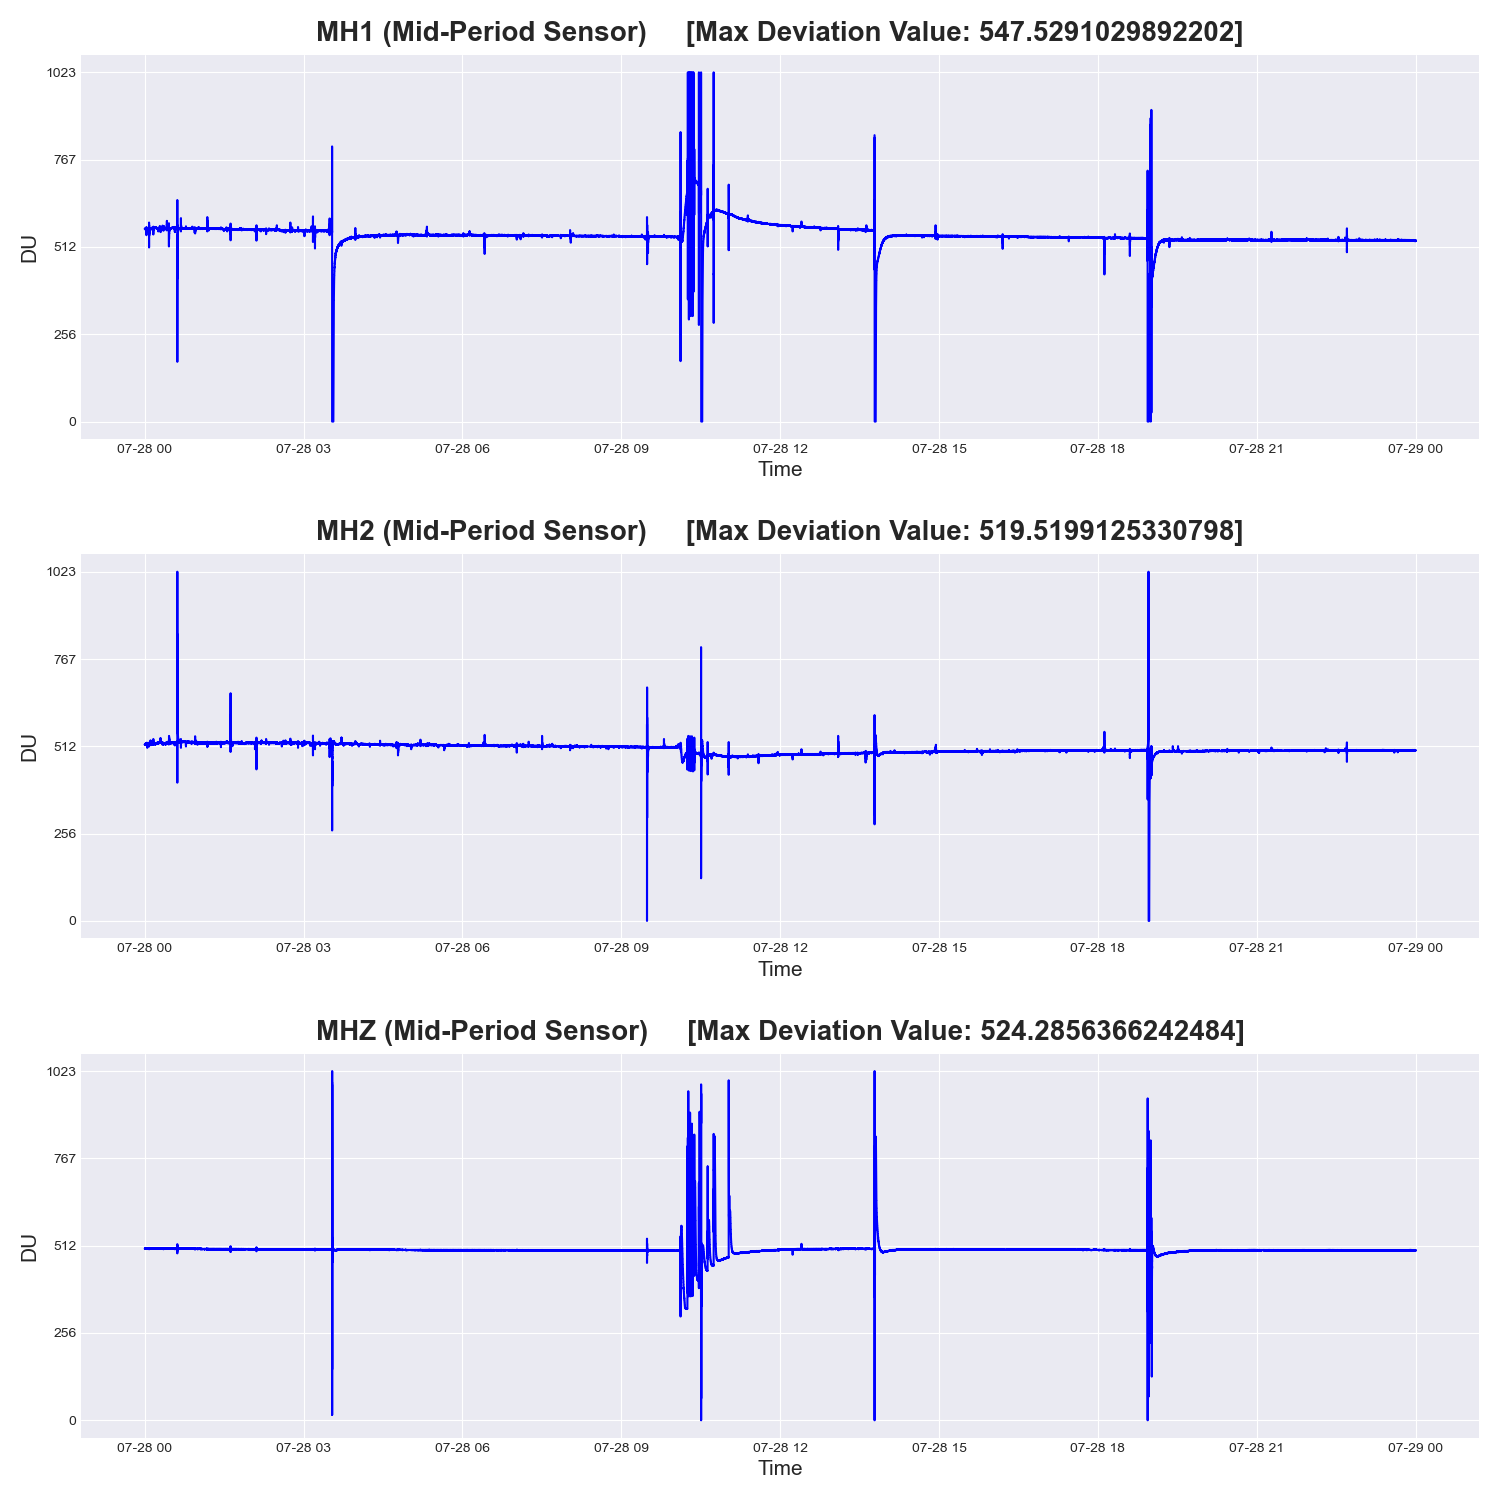 MH1 (Mid-Period Sensor) [Max Deviation Value: 547.5291029892202]
1023
767
512
256
0
DU
07-28 00 07-28 03 07-28 06 07-28 09 07-28 12 07-28 15 07-28 18 07-28 21 07-29 00
Time
MH2 (Mid-Period Sensor) [Max Deviation Value: 519.5199125330798]
1023
767
512
256
0
DU
07-28 00 07-28 03 07-28 06 07-28 09 07-28 12 07-28 15 07-28 18 07-28 21 07-29 00
Time
MHZ (Mid-Period Sensor) [Max Deviation Value: 524.2856366242484]
1023
767
512
256
0
DU
07-28 00 07-28 03 07-28 06 07-28 09 07-28 12 07-28 15 07-28 18 07-28 21 07-29 00
Time